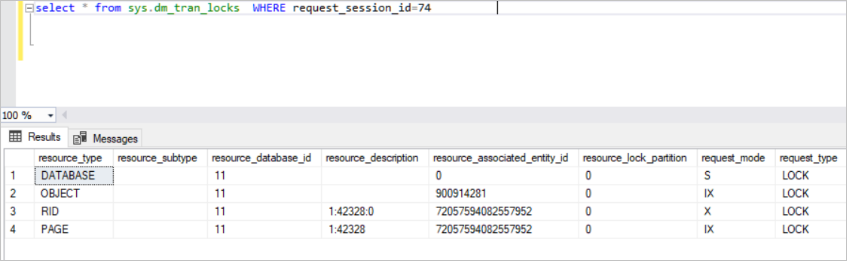 select * from sys.dm_tran_locks WHERE request_session_id=74
100 %
Results Messages
resource_type resource_subtype resource_database_id resource_description resource_associated_entity_id resource_lock_partition request_mode request_type
1 DATABASE 11 0 0 S LOCK
2 OBJECT 11 900914281 0 IX LOCK
3 RID 11 1:42328:0 72057594082557952 0 X LOCK
4 PAGE 11 1:42328 72057594082557952 0 IX LOCK